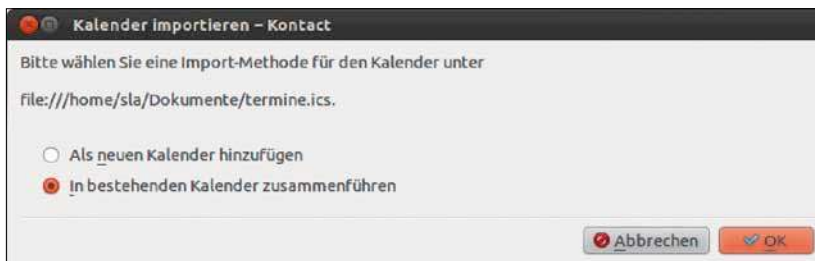 Kalender importieren – Kontact
Bitte wählen Sie eine Import-Methode für den Kalender unter
file:///home/sla/Dokumente/termine.ics.
Als neuen Kalender hinzufügen
In bestehenden Kalender zusammenführen
Abbrechen OK